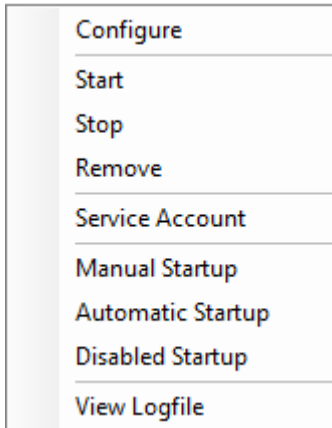 Configure
Start
Stop
Remove
Service Account
Manual Startup
Automatic Startup
Disabled Startup
View Logfile